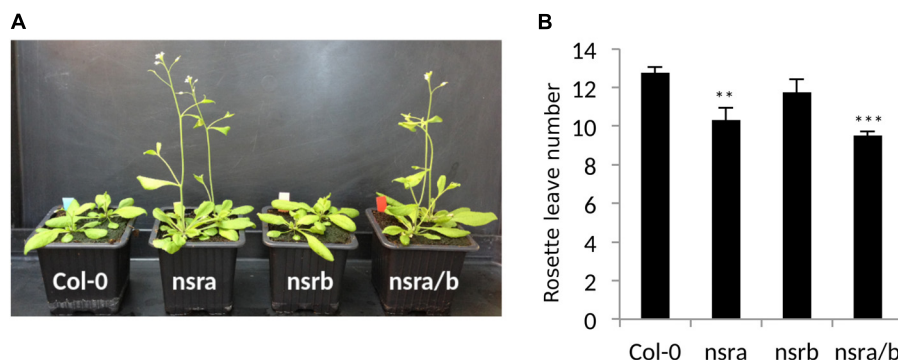 A
Col-0
nsra
nsrb
nsra/b
B
Rosette leave number
14
12
10
8
6
4
2
0
**
***
Col-0
nsra
nsrb
nsra/b